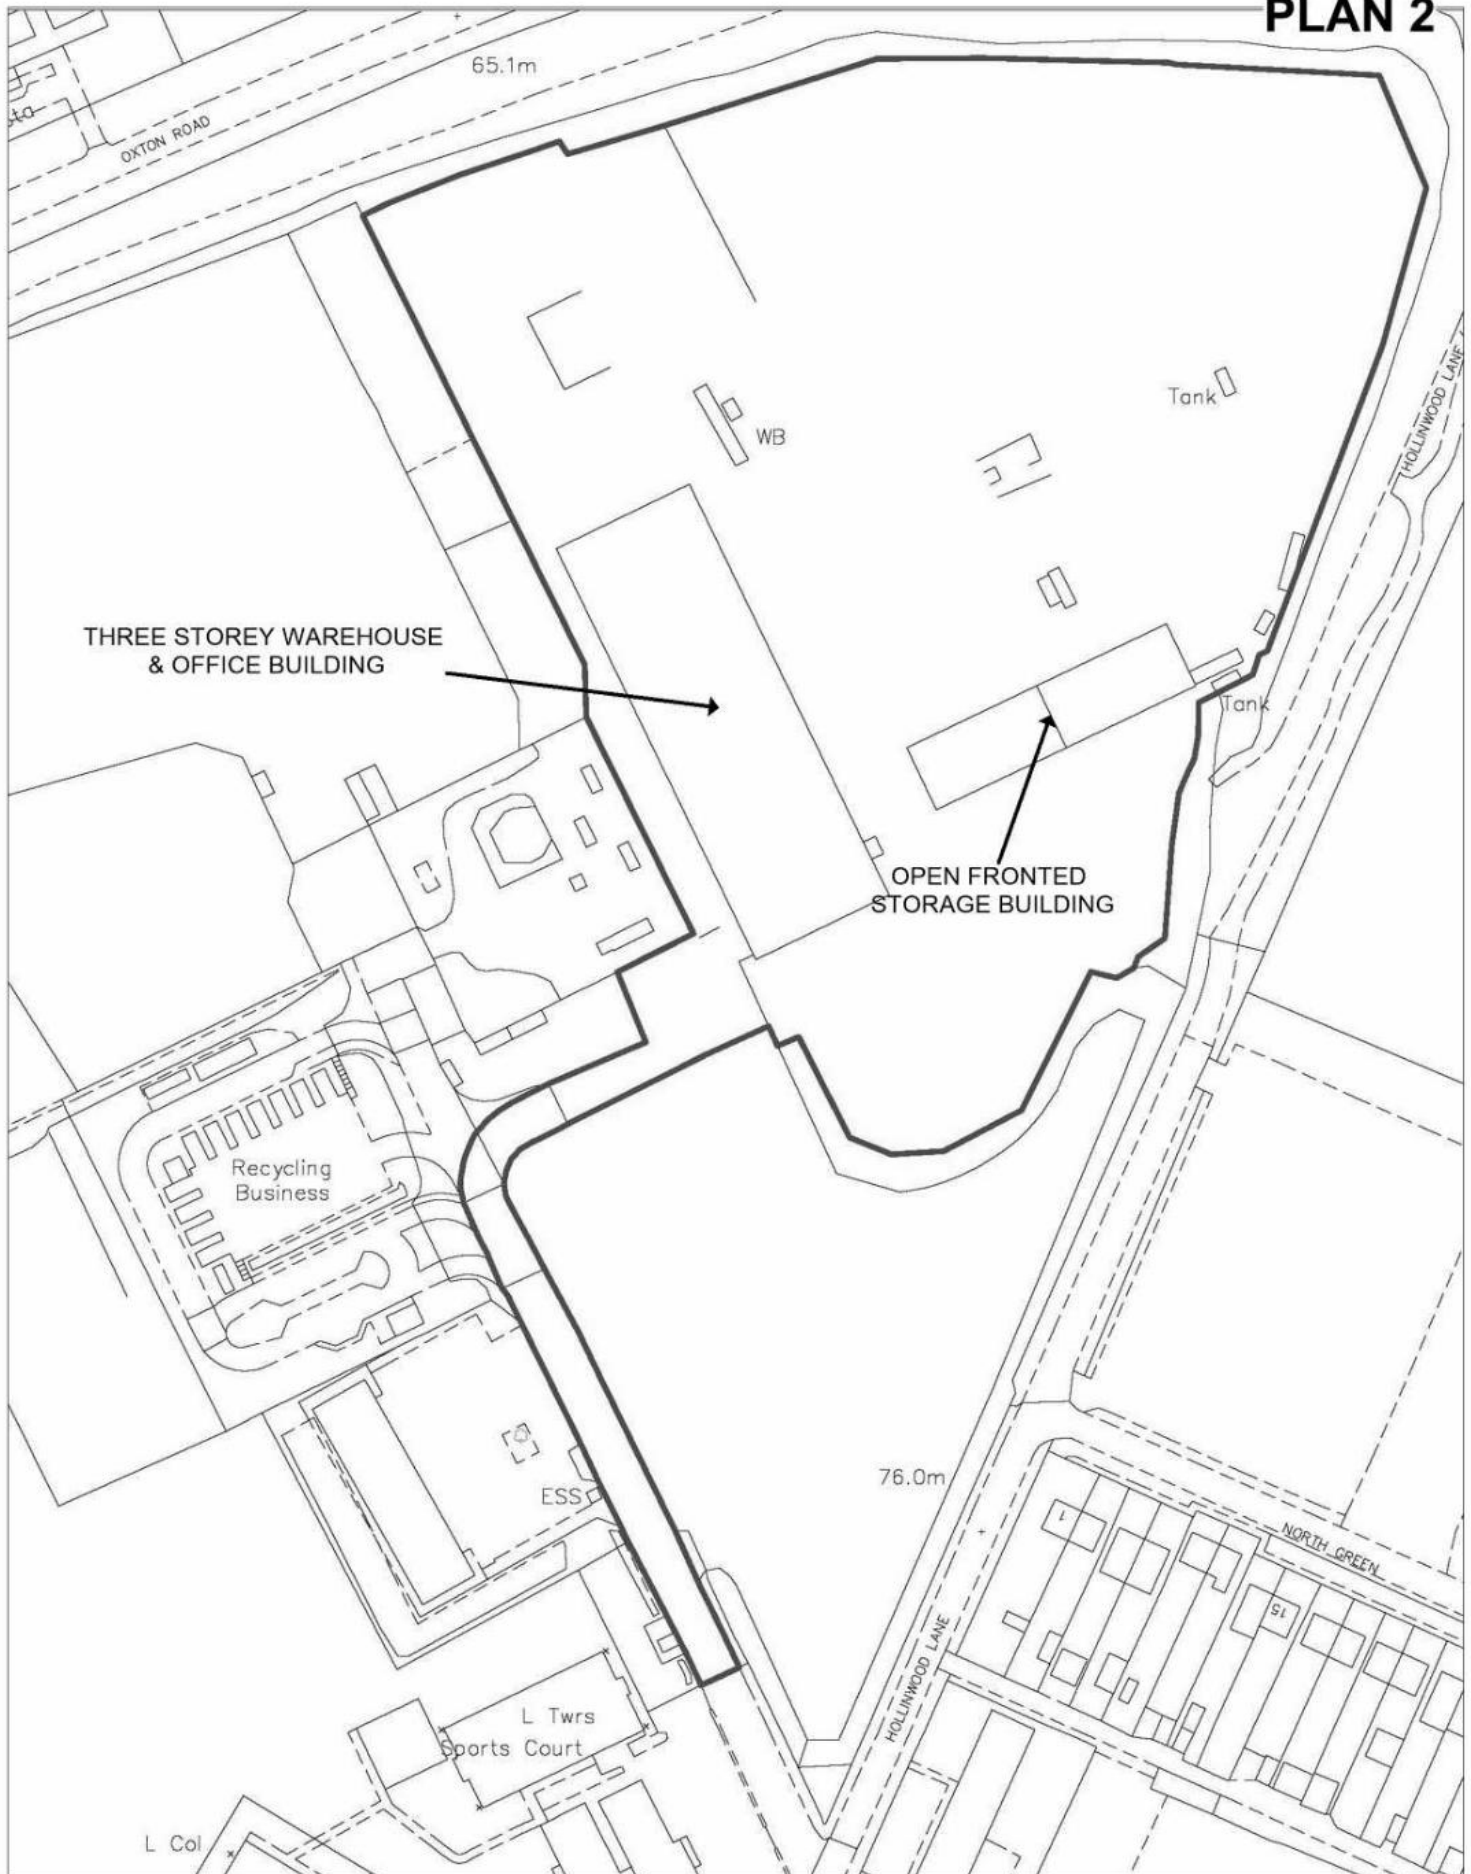 PLAN 2
65.1m
OXTON ROAD
HOLLINWOOD LANE
Tank
WB
THREE STOREY WAREHOUSE
& OFFICE BUILDING
Tank
OPEN FRONTED
STORAGE BUILDING
Recycling
Business
ESS
76.0m
1
NORTH GREEN
15
HOLLINWOOD LANE
L Twrs
Sports Court
L Col